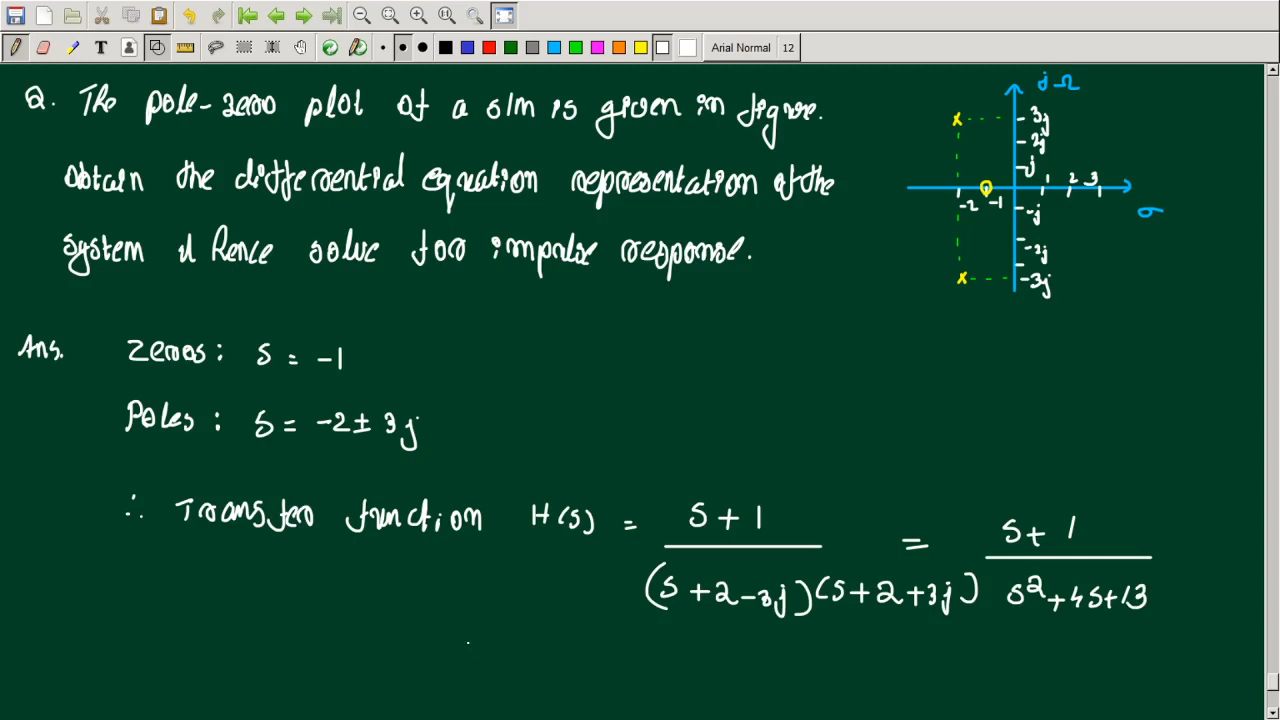 T Arial Normal 12
Q. The pole-zero plot of a s/m is given in figure.
Obtain the differential equation representation of the
system & hence solve for impulse response.
jΩ
3j
2j
j
-2 -1 1 2 3
σ
-j
-2j
-3j
Ans. Zeros : s = -1
Poles : s = -2 ± 3j
∴ Transfer function H(s) = s + 1 / (s + 2 - 3j)(s + 2 + 3j) = s + 1 / s² + 4s + 13